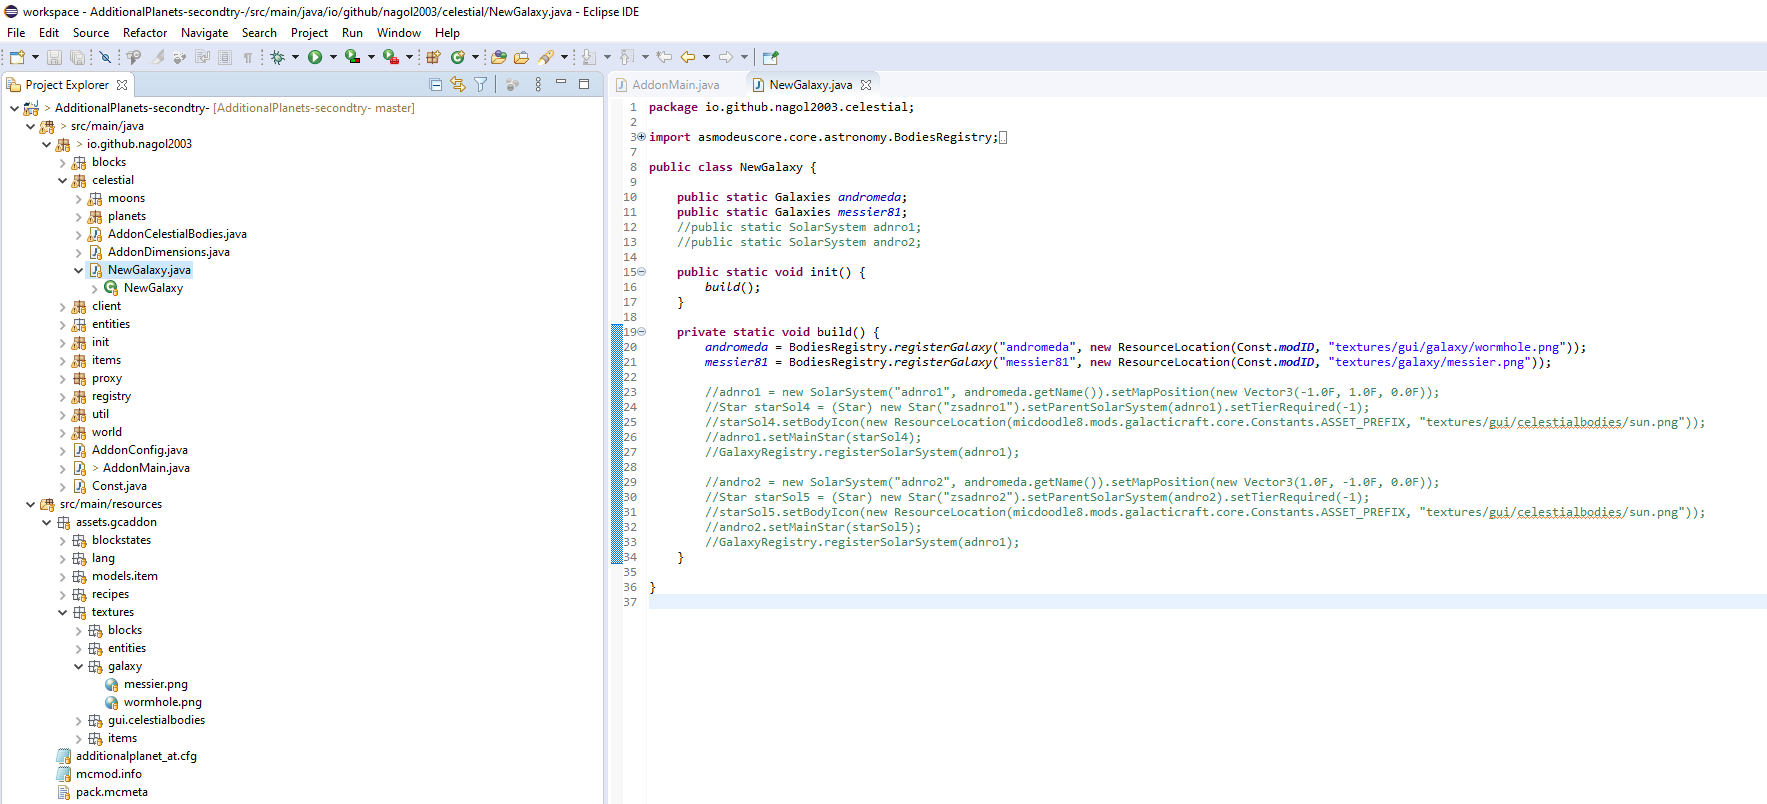 workspace - AdditionalPlanets-secondtry-/src/main/java/io/github/nagol2003/celestial/NewGalaxy.java - Eclipse IDE
File Edit Source Refactor Navigate Search Project Run Window Help
Project Explorer
AddonMain.java NewGalaxy.java
> AdditionalPlanets-secondtry- [AdditionalPlanets-secondtry- master]
> src/main/java
> io.github.nagol2003
blocks
celestial
moons
planets
AddonCelestialBodies.java
AddonDimensions.java
NewGalaxy.java
NewGalaxy
client
entities
init
items
proxy
registry
util
world
AddonConfig.java
> AddonMain.java
Const.java
src/main/resources
assets.gcaddon
blockstates
lang
models.item
recipes
textures
blocks
entities
galaxy
messier.png
wormhole.png
gui.celestialbodies
items
additionalplanet_at.cfg
mcmod.info
pack.mcmeta
1 package io.github.nagol2003.celestial;
2
3 import asmodeuscore.core.astronomy.BodiesRegistry;
7
8 public class NewGalaxy {
9
10 public static Galaxies andromeda;
11 public static Galaxies messier81;
12 //public static SolarSystem adnro1;
13 //public static SolarSystem andro2;
14
15 public static void init() {
16 build();
17 }
18
19 private static void build() {
20 andromeda = BodiesRegistry.registerGalaxy("andromeda", new ResourceLocation(Const.modID, "textures/gui/galaxy/wormhole.png"));
21 messier81 = BodiesRegistry.registerGalaxy("messier81", new ResourceLocation(Const.modID, "textures/galaxy/messier.png"));
22
23 //adnro1 = new SolarSystem("adnro1", andromeda.getName()).setMapPosition(new Vector3(-1.0F, 1.0F, 0.0F));
24 //Star starSol4 = (Star) new Star("zsadnro1").setParentSolarSystem(adnro1).setTierRequired(-1);
25 //starSol4.setBodyIcon(new ResourceLocation(micdoodle8.mods.galacticraft.core.Constants.ASSET_PREFIX, "textures/gui/celestialbodies/sun.png"));
26 //adnro1.setMainStar(starSol4);
27 //GalaxyRegistry.registerSolarSystem(adnro1);
28
29 //andro2 = new SolarSystem("adnro2", andromeda.getName()).setMapPosition(new Vector3(1.0F, -1.0F, 0.0F));
30 //Star starSol5 = (Star) new Star("zsadnro2").setParentSolarSystem(andro2).setTierRequired(-1);
31 //starSol5.setBodyIcon(new ResourceLocation(micdoodle8.mods.galacticraft.core.Constants.ASSET_PREFIX, "textures/gui/celestialbodies/sun.png"));
32 //andro2.setMainStar(starSol5);
33 //GalaxyRegistry.registerSolarSystem(adnro1);
34 }
35
36 }
37